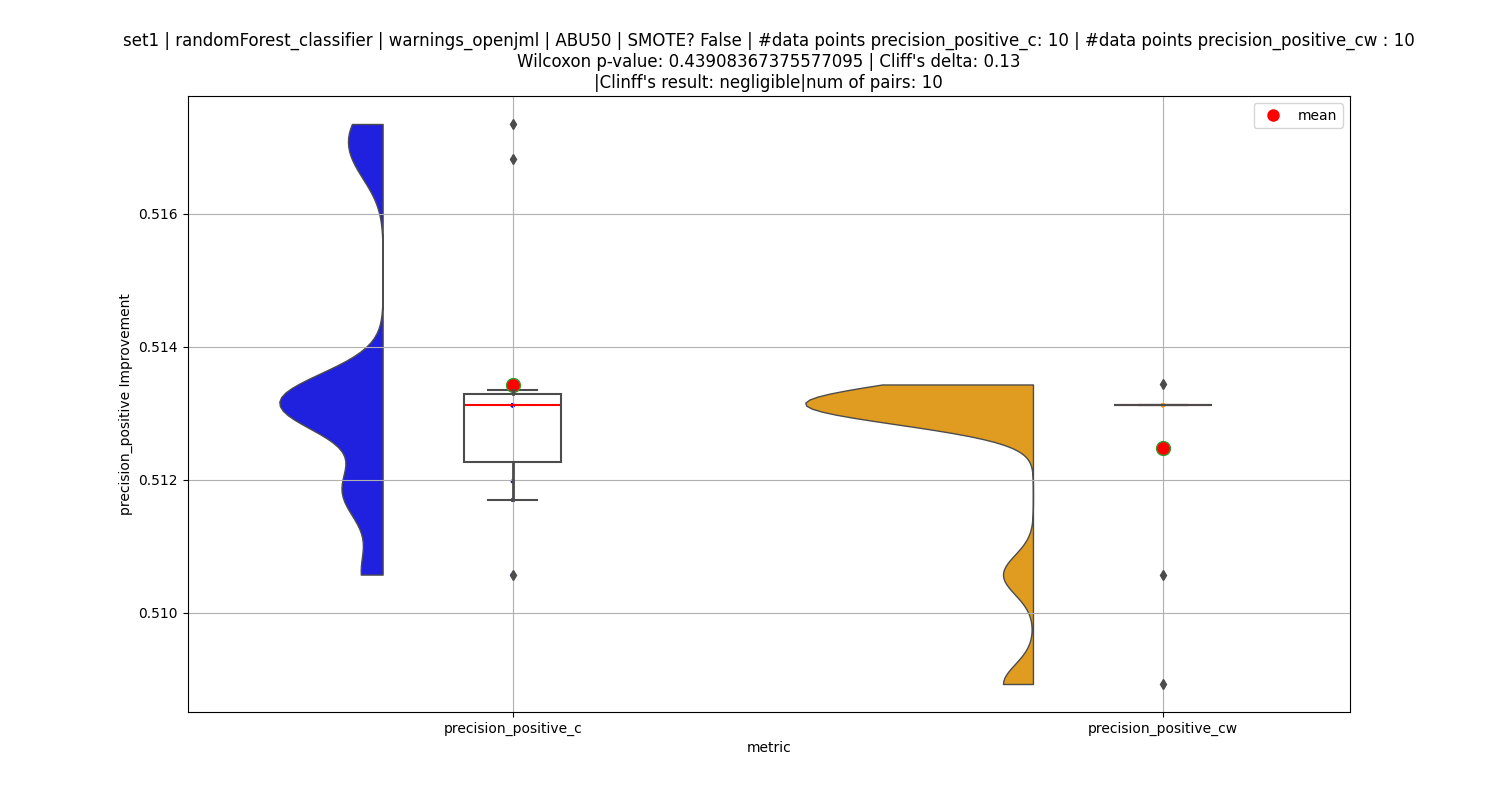 set1 | randomForest_classifier | warnings_openjml | ABU50 | SMOTE? False | #data points precision_positive_c: 10 | #data points precision_positive_cw : 10
Wilcoxon p-value: 0.43908367375577095 | Cliff's delta: 0.13
|Clinff's result: negligible|num of pairs: 10
mean
0.516
0.514
0.512
0.510
precision_positive Improvement
precision_positive_c
precision_positive_cw
metric